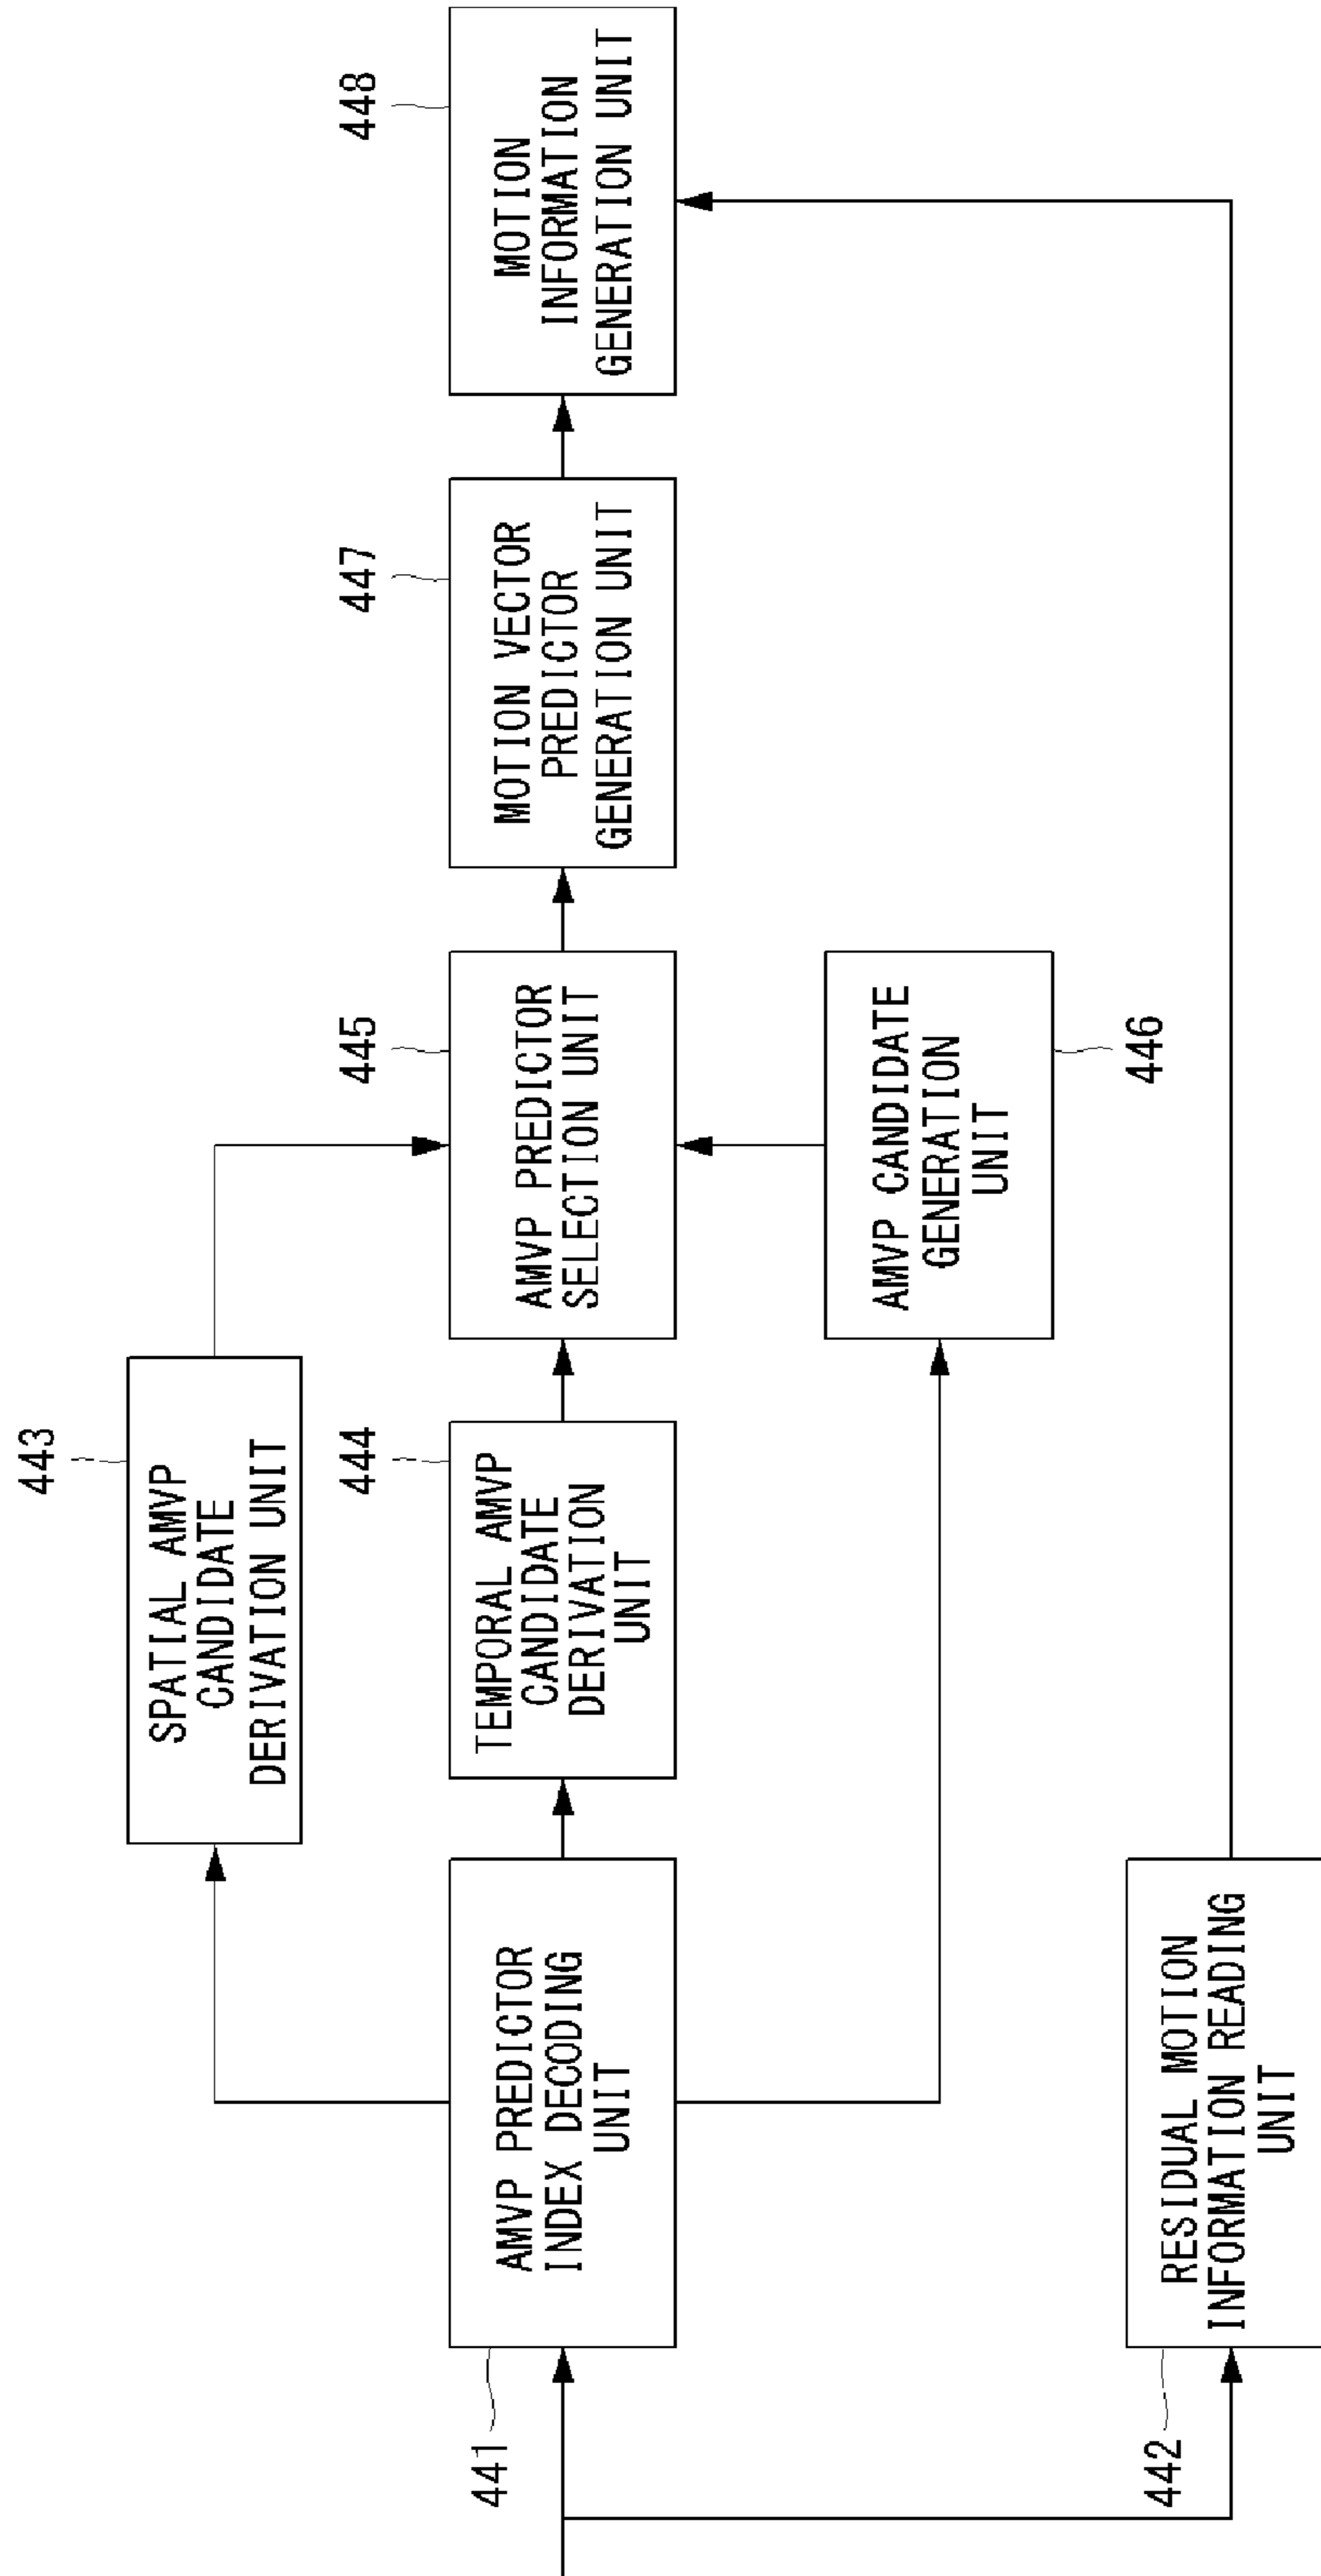 441
AMVP PREDICTOR
INDEX DECODING
UNIT
442
RESIDUAL MOTION
INFORMATION READING
UNIT
443
SPATIAL AMVP
CANDIDATE
DERIVATION UNIT
444
TEMPORAL AMVP
CANDIDATE
DERIVATION
UNIT
445
AMVP PREDICTOR
SELECTION UNIT
AMVP CANDIDATE
GENERATION
UNIT
446
447
MOTION VECTOR
PREDICTOR
GENERATION UNIT
448
MOTION
INFORMATION
GENERATION UNIT